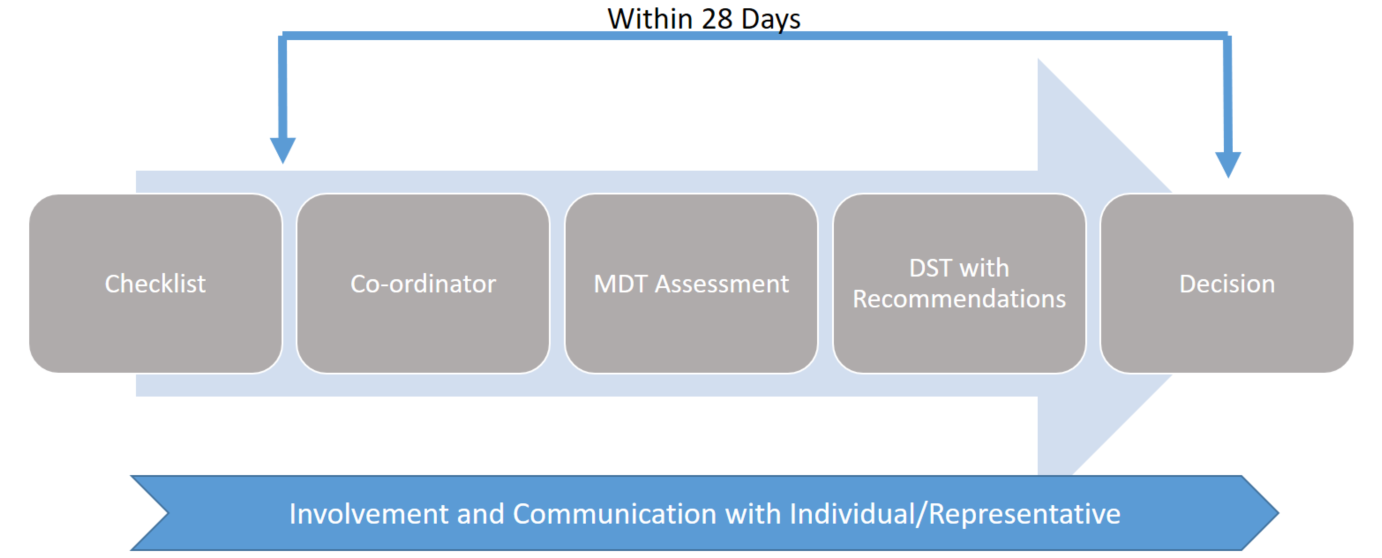 Within 28 Days
Checklist
Co-ordinator
MDT Assessment
DST with
Recommendations
Decision
Involvement and Communication with Individual/Representative